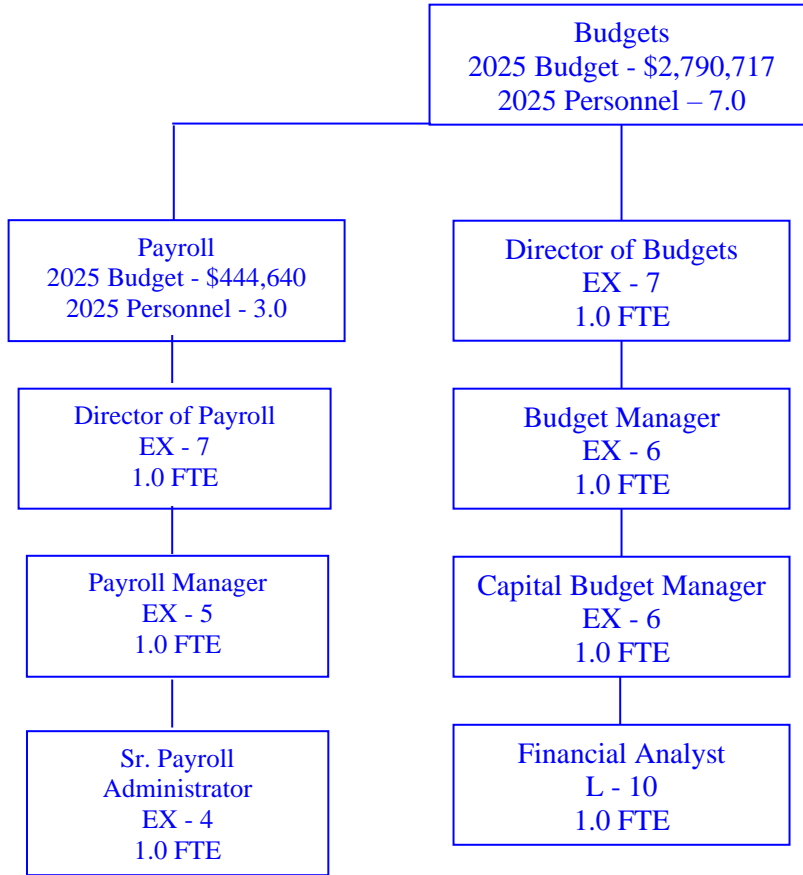 Budgets
2025 Budget - $2,790,717
2025 Personnel – 7.0
Payroll
2025 Budget - $444,640
2025 Personnel - 3.0
Director of Payroll
EX - 7
1.0 FTE
Payroll Manager
EX - 5
1.0 FTE
Sr. Payroll
Administrator
EX - 4
1.0 FTE
Director of Budgets
EX - 7
1.0 FTE
Budget Manager
EX - 6
1.0 FTE
Capital Budget Manager
EX - 6
1.0 FTE
Financial Analyst
L - 10
1.0 FTE